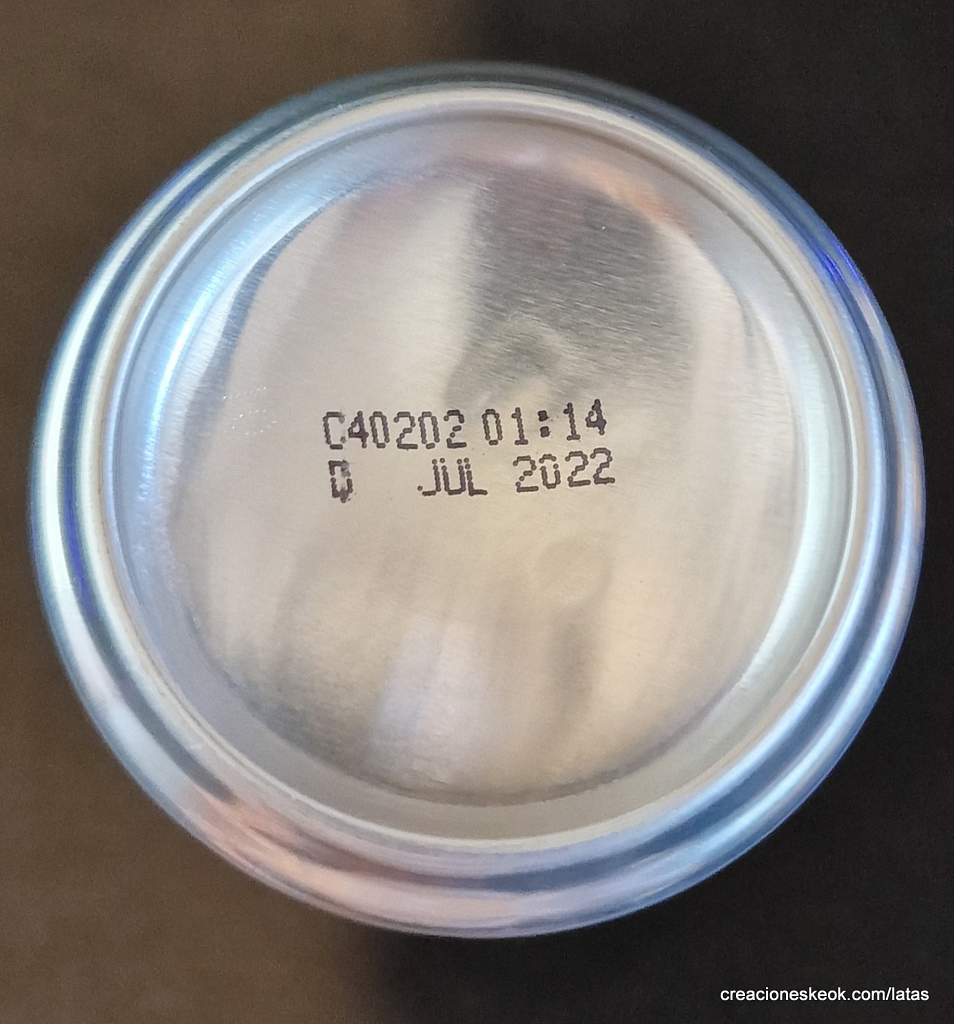 C40202 01:14
JUL 2022
creacioneskeok.com/latas